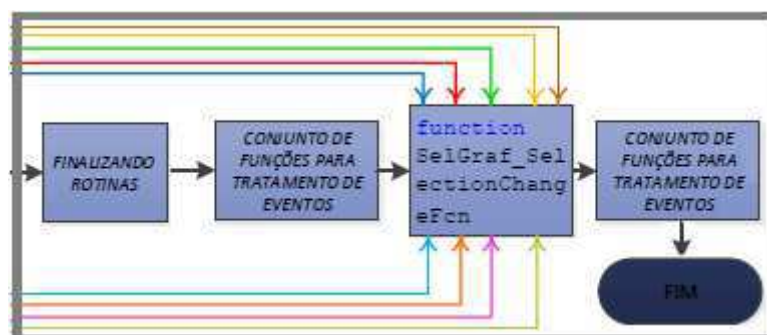 FINALIZANDO
ROTINAS
CONJUNTO DE
FUNÇÕES PARA
TRATAMENTO DE
EVENTOS
function
SelGraf_Sel
ectionChang
eFcn
CONJUNTO DE
FUNÇÕES PARA
TRATAMENTO DE
EVENTOS
FIM